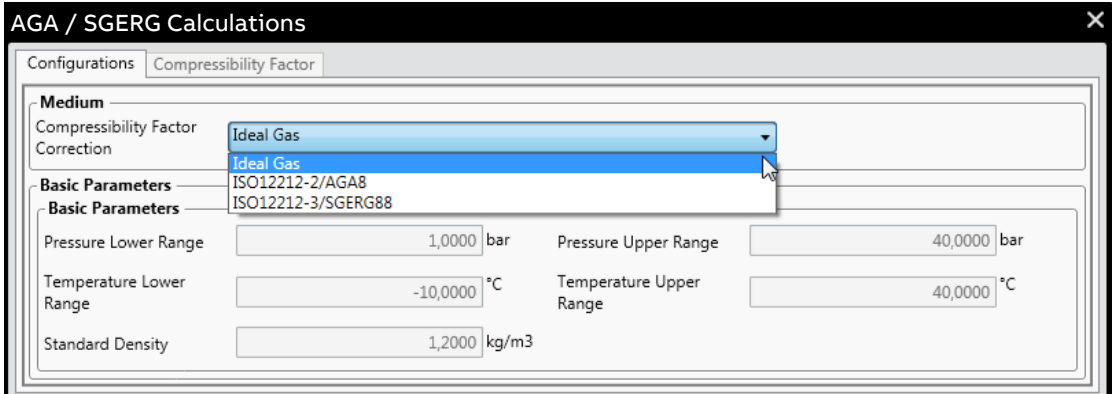 AGA / SGERG Calculations
Configurations
Compressibility Factor
Medium
Compressibility Factor
Correction
Ideal Gas
Ideal Gas
ISO12212-2/AGA8
ISO12212-3/SGERG88
Basic Parameters
Basic Parameters
Pressure Lower Range
1,0000 bar
Pressure Upper Range
40,0000 bar
Temperature Lower
Range
-10,0000 °C
Temperature Upper
Range
40,0000 °C
Standard Density
1,2000 kg/m3